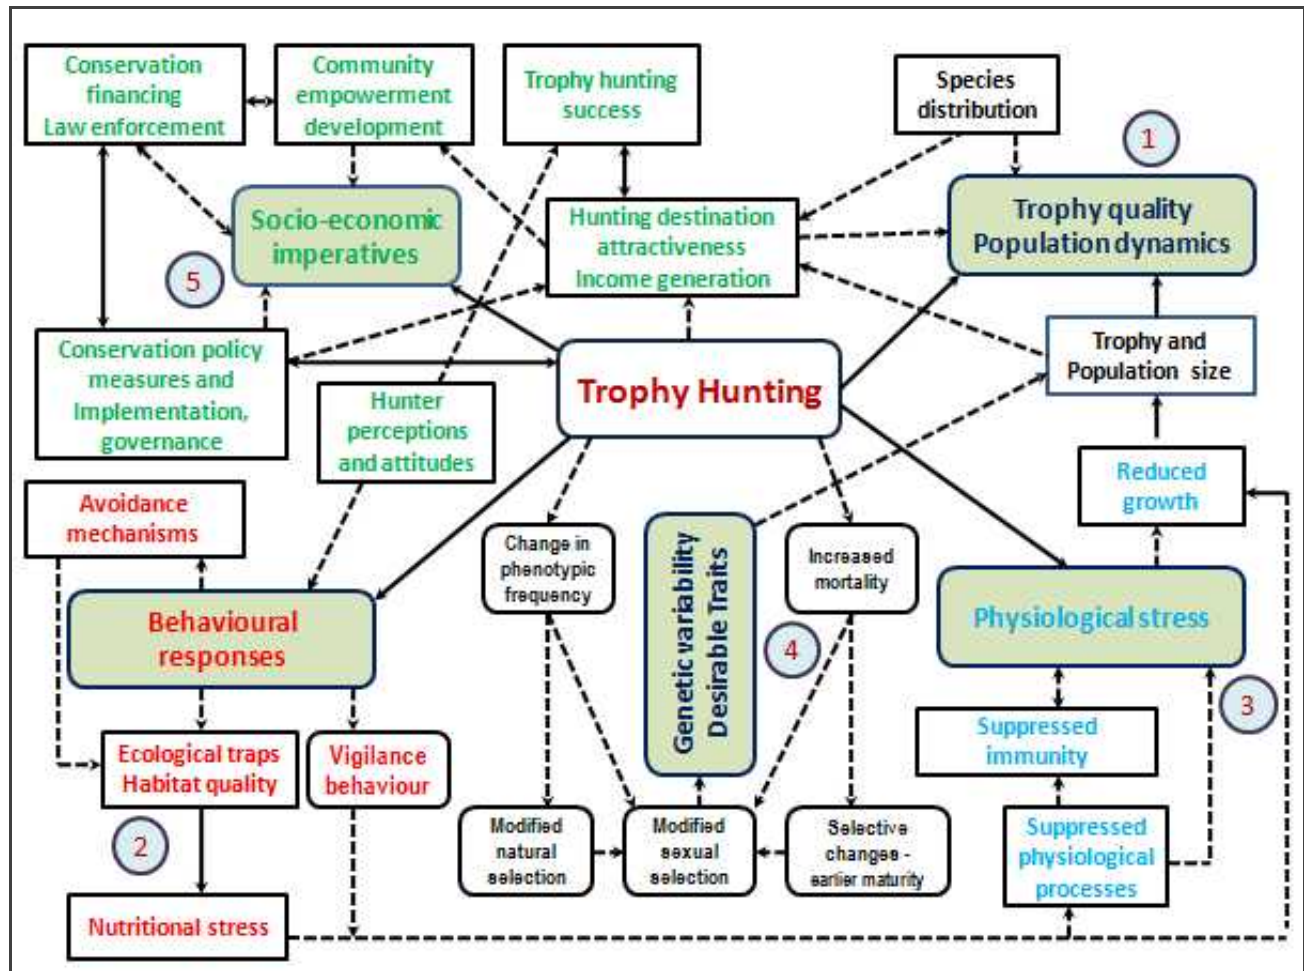 Conservation
financing
Law enforcement
Community
empowerment
development
Trophy hunting
success
Species
distribution
1
Socio-economic
imperatives
Hunting destination
attractiveness
Income generation
Trophy quality
Population dynamics
5
Conservation policy
measures and
Implementation,
governance
Hunter
perceptions
and attitudes
Trophy Hunting
Trophy and
Population size
Avoidance
mechanisms
Change in
phenotypic
frequency
Genetic variability
Desirable Traits
Increased
mortality
Reduced
growth
Behavioural
responses
4
Physiological stress
3
Ecological traps
Habitat quality
Vigilance
behaviour
Suppressed
immunity
2
Modified
natural
selection
Modified
sexual
selection
Selective
changes -
earlier maturity
Suppressed
physiological
processes
Nutritional stress